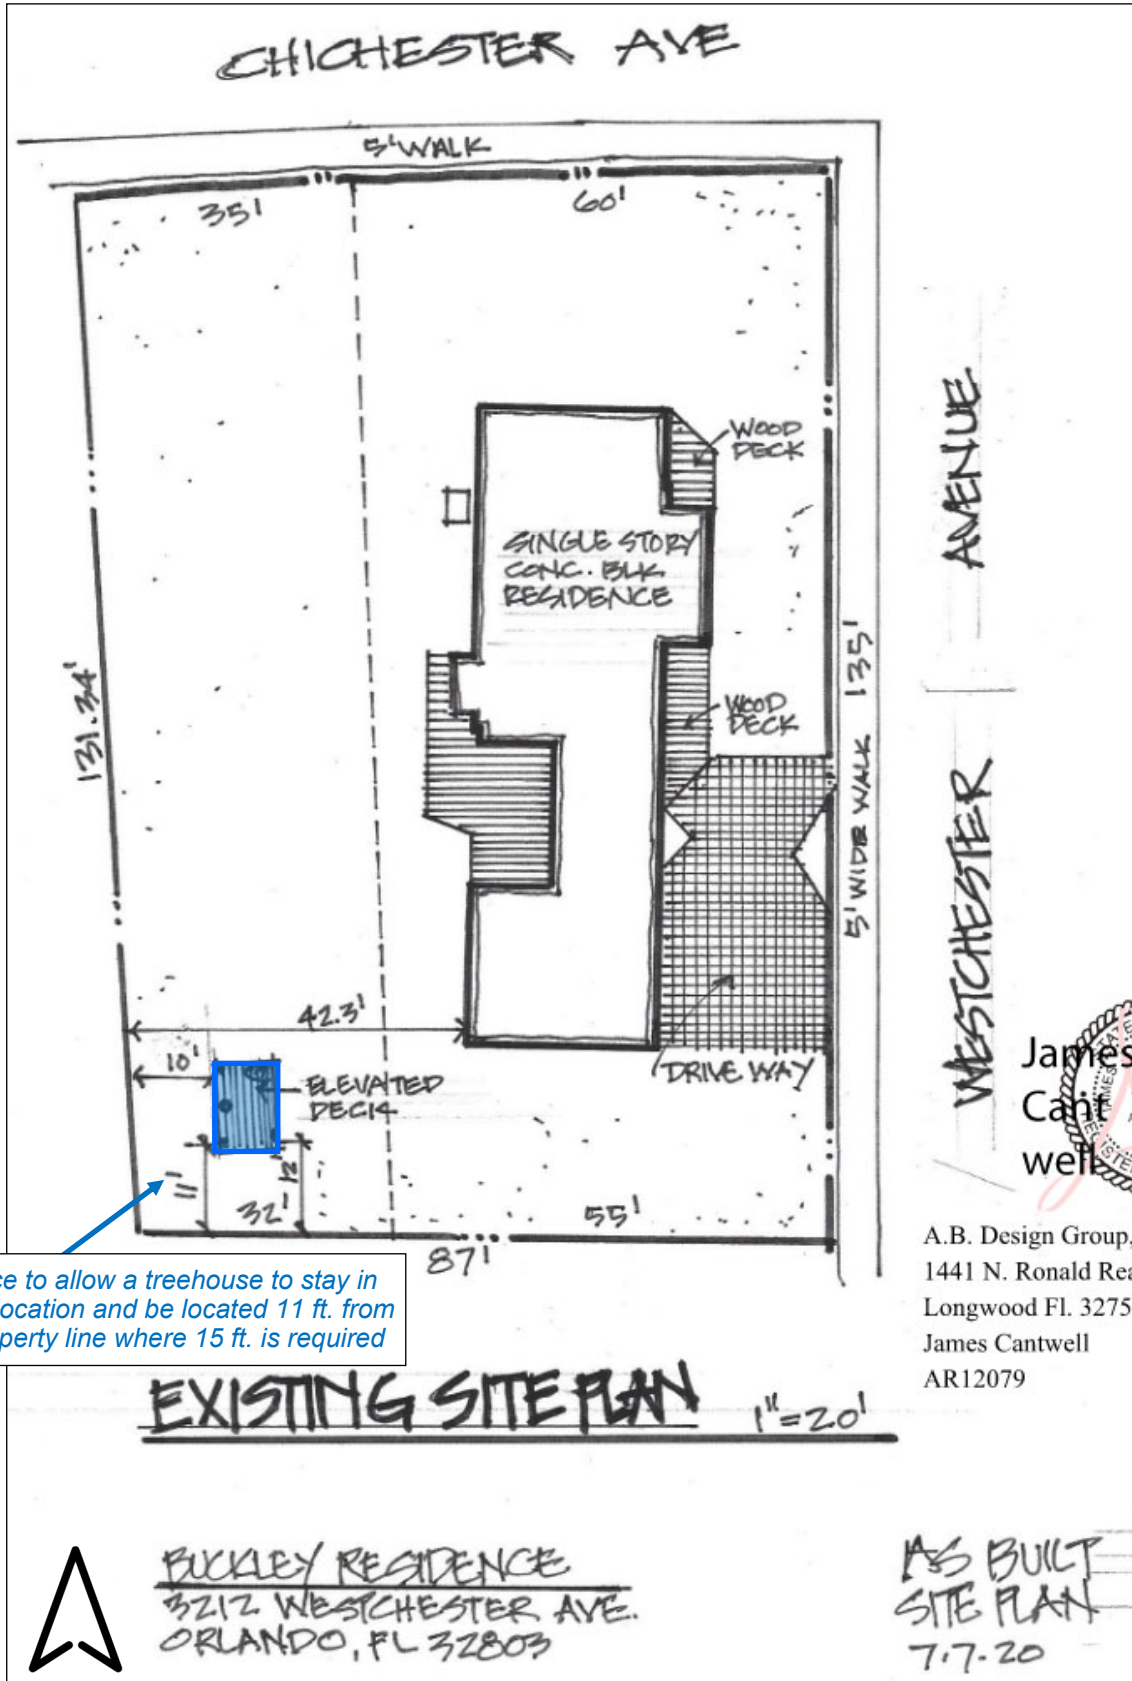 CHICHESTER AVE
5' WALK
35'
60'
WOOD
DECK
SINGLE STORY
CONC. BLK
RESIDENCE
AVENUE
131.34'
135'
WOOD
DECK
5' WIDE WALK
WESTCHESTER
42.3'
10'
ELEVATED
DECK
DRIVE WAY
James
Cant
well
11'
12'
32'
55'
87'
A.B. Design Group,
1441 N. Ronald Rea
Longwood Fl. 3275
James Cantwell
AR12079
ce to allow a treehouse to stay in
ocation and be located 11 ft. from
perty line where 15 ft. is required
EXISTING SITE PLAN 1"=20'
BUCKLEY RESIDENCE
3212 WESTCHESTER AVE.
ORLANDO, FL 32803
AS BUILT
SITE PLAN
7.7.20